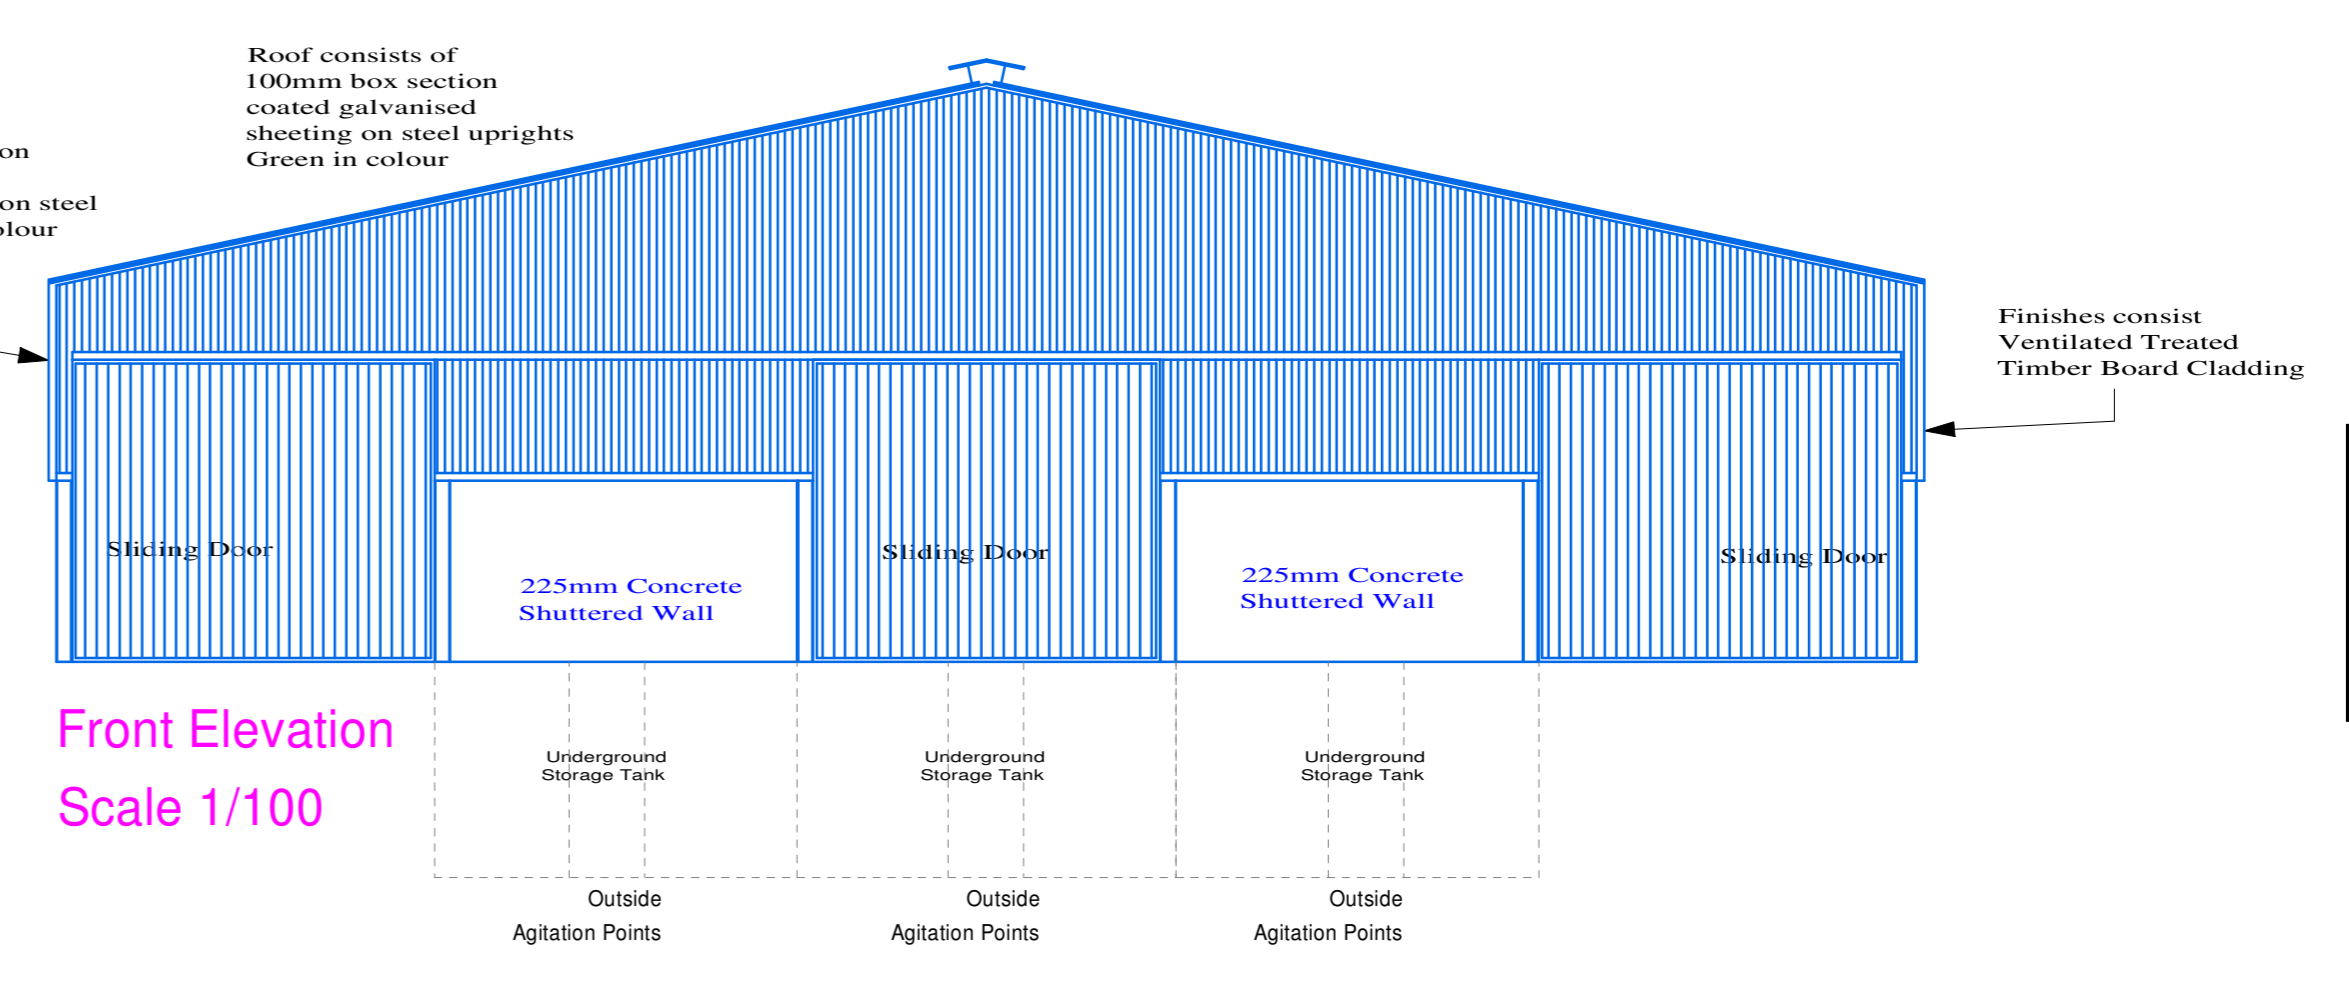 Roof consists of
100mm box section
coated galvanised
sheeting on steel uprights
Green in colour
on
on steel
olour
Finishes consist
Ventilated Treated
Timber Board Cladding
Sliding Door
225mm Concrete
Shuttered Wall
Sliding Door
225mm Concrete
Shuttered Wall
Sliding Door
Front Elevation
Scale 1/100
Underground
Storage Tank
Underground
Storage Tank
Underground
Storage Tank
Outside
Agitation Points
Outside
Agitation Points
Outside
Agitation Points